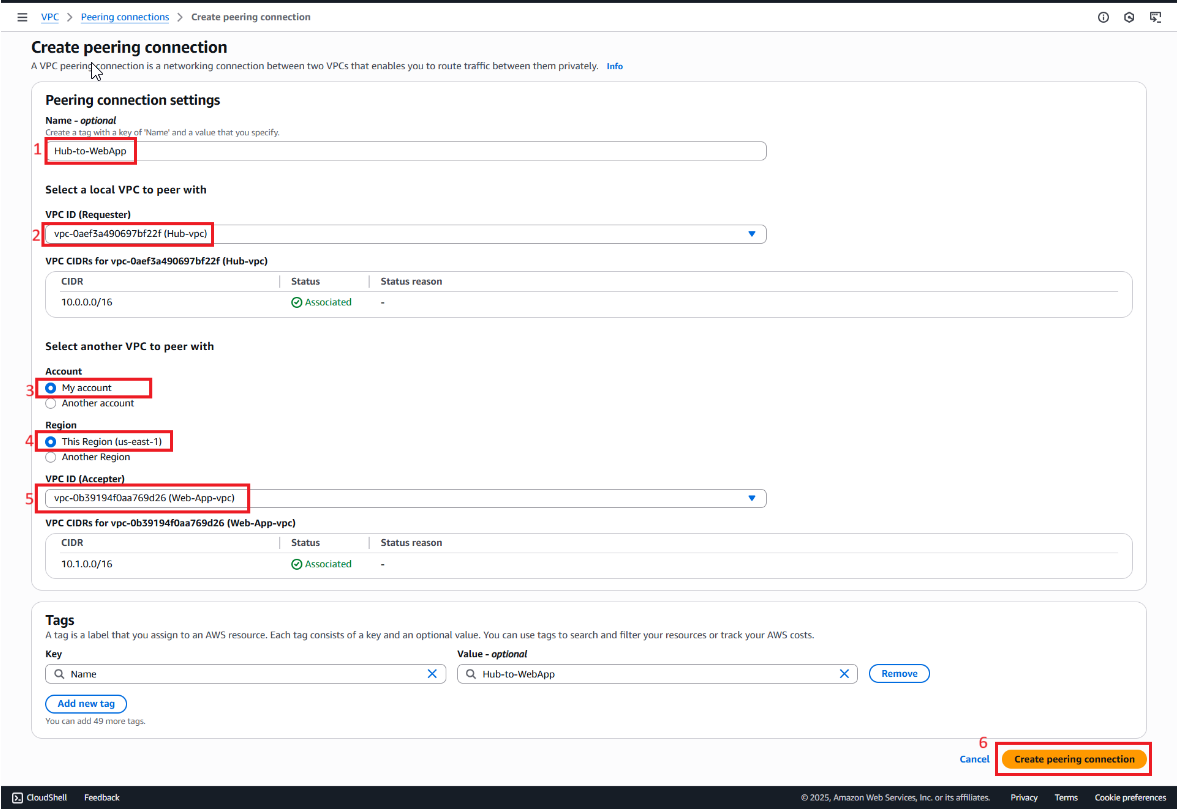 VPC > Peering connections > Create peering connection
Create peering connection
A VPC peering connection is a networking connection between two VPCs that enables you to route traffic between them privately. Info
Peering connection settings
Name - optional
Create a tag with a key of 'Name' and a value that you specify.
1 Hub-to-WebApp
Select a local VPC to peer with
VPC ID (Requester)
2 vpc-0aef3a490697bf22f (Hub-vpc)
VPC CIDRs for vpc-0aef3a490697bf22f (Hub-vpc)
CIDR Status Status reason
10.0.0.0/16 Associated -
Select another VPC to peer with
Account
3 My account
Another account
Region
4 This Region (us-east-1)
Another Region
VPC ID (Accepter)
5 vpc-0b39194f0aa769d26 (Web-App-vpc)
VPC CIDRs for vpc-0b39194f0aa769d26 (Web-App-vpc)
CIDR Status Status reason
10.1.0.0/16 Associated -
Tags
A tag is a label that you assign to an AWS resource. Each tag consists of a key and an optional value. You can use tags to search and filter your resources or track your AWS costs.
Key Value - optional
Name Hub-to-WebApp Remove
Add new tag
You can add 49 more tags.
6
Cancel Create peering connection
CloudShell Feedback © 2025, Amazon Web Services, Inc. or its affiliates. Privacy Terms Cookie preferences